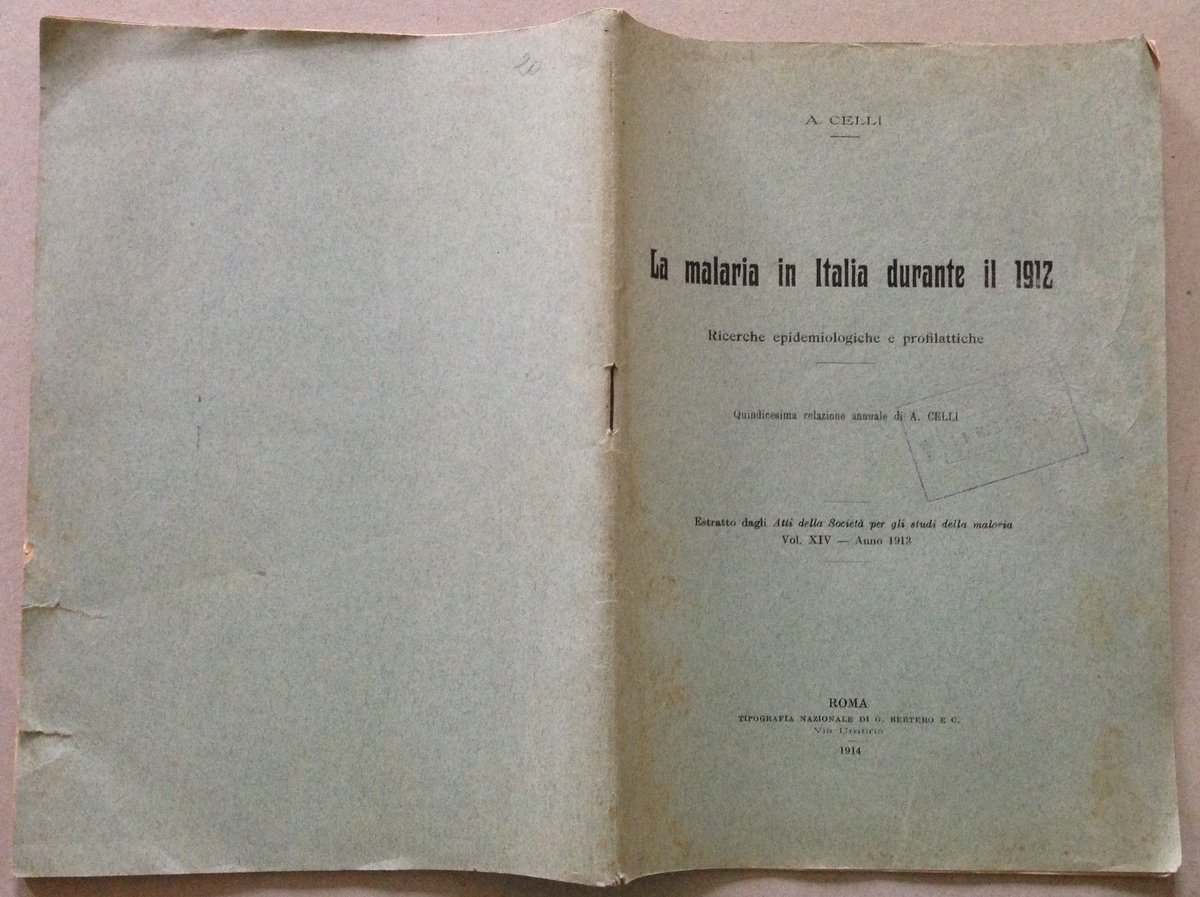 20
A. CELLI
La malaria in Italia durante il 1912
Ricerche epidemiologiche e profilattiche
Quindicesima relazione annuale di A. CELLI
Estratto dagli Atti della Società per gli studi della malaria
Vol. XIV — Anno 1913
ROMA
TIPOGRAFIA NAZIONALE DI G. BERTERO E C.
Via Umbria
1914